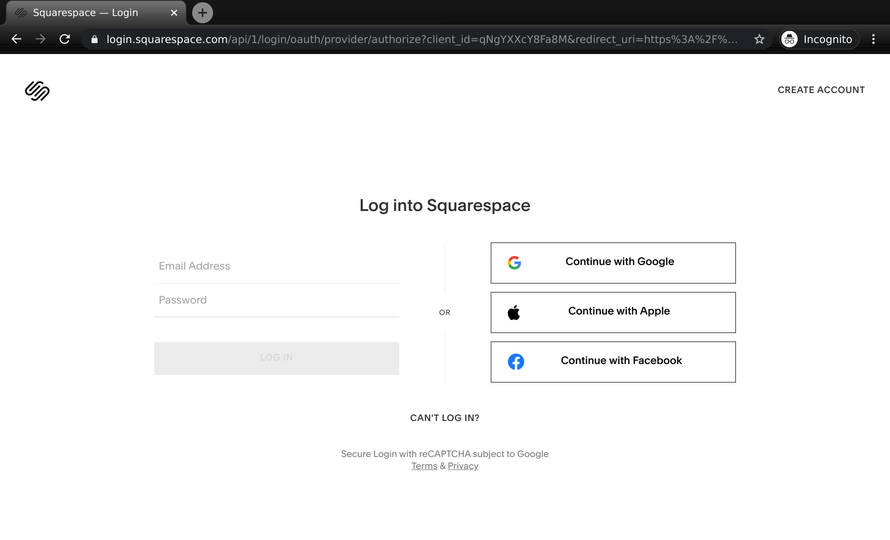 Squarespace — Login
login.squarespace.com/api/1/login/oauth/provider/authorize?client_id=qNgYXXcY8Fa8M&redirect_uri=https%3A%2F%...
Incognito
CREATE ACCOUNT
Log into Squarespace
Email Address
Password
LOG IN
OR
Continue with Google
Continue with Apple
Continue with Facebook
CAN'T LOG IN?
Secure Login with reCAPTCHA subject to Google
Terms & Privacy